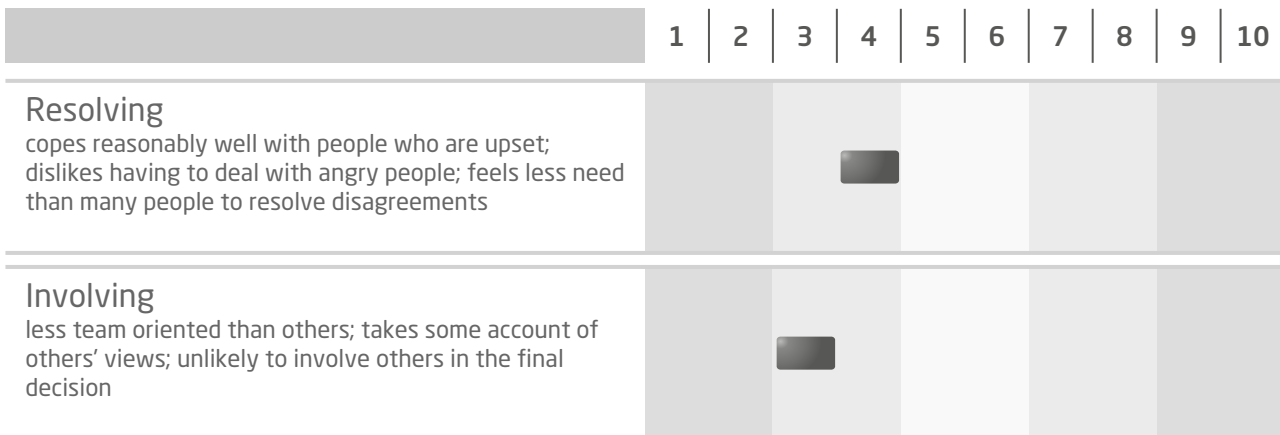 1 2 3 4 5 6 7 8 9 10
Resolving
copes reasonably well with people who are upset;
dislikes having to deal with angry people; feels less need
than many people to resolve disagreements
Involving
less team oriented than others; takes some account of
others’ views; unlikely to involve others in the final
decision